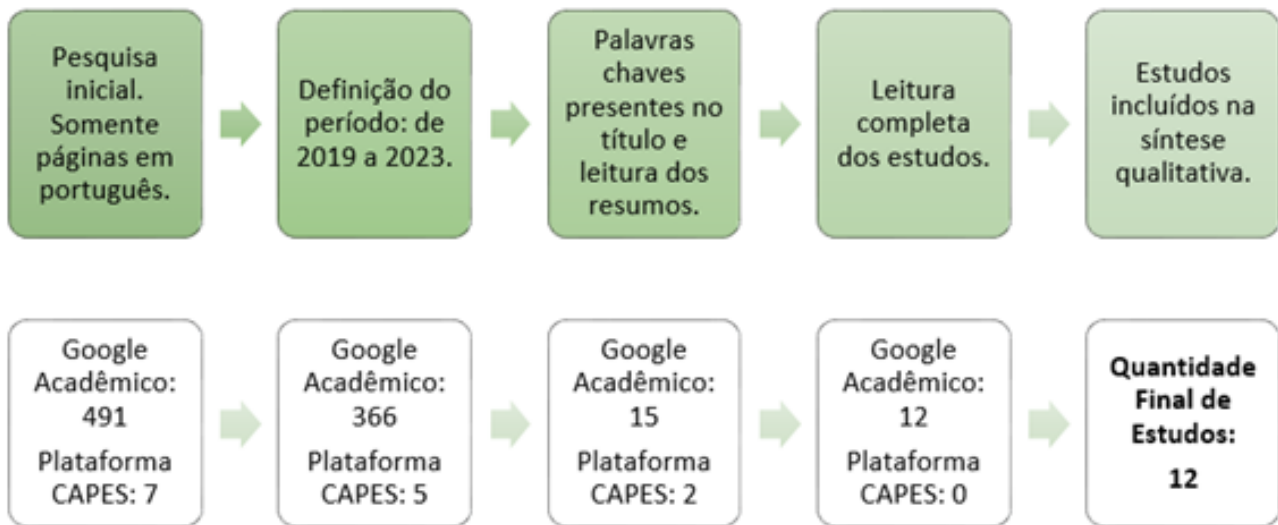 Pesquisa
inicial.
Somente
páginas em
português.
Definição do
período: de
2019 a 2023.
Palavras
chaves
presentes no
título e
leitura dos
resumos.
Leitura
completa
dos estudos.
Estudos
incluídos na
síntese
qualitativa.
Google
Acadêmico:
491
Plataforma
CAPES: 7
Google
Acadêmico:
366
Plataforma
CAPES: 5
Google
Acadêmico:
15
Plataforma
CAPES: 2
Google
Acadêmico:
12
Plataforma
CAPES: 0
Quantidade
Final de
Estudos:
12